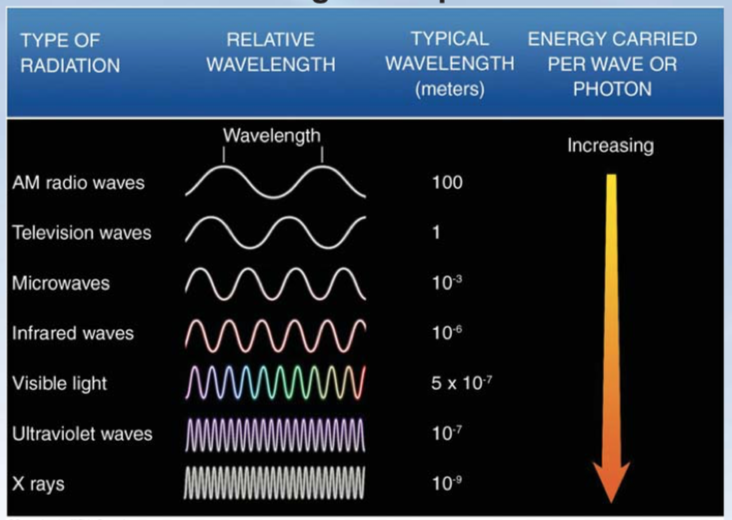 TYPE OF
RADIATION
RELATIVE
WAVELENGTH
TYPICAL
WAVELENGTH
(meters)
ENERGY CARRIED
PER WAVE OR
PHOTON
Wavelength
Increasing
AM radio waves 100
Television waves 1
Microwaves 10⁻³
Infrared waves 10⁻⁶
Visible light 5 x 10⁻⁷
Ultraviolet waves 10⁻⁷
X rays 10⁻⁹